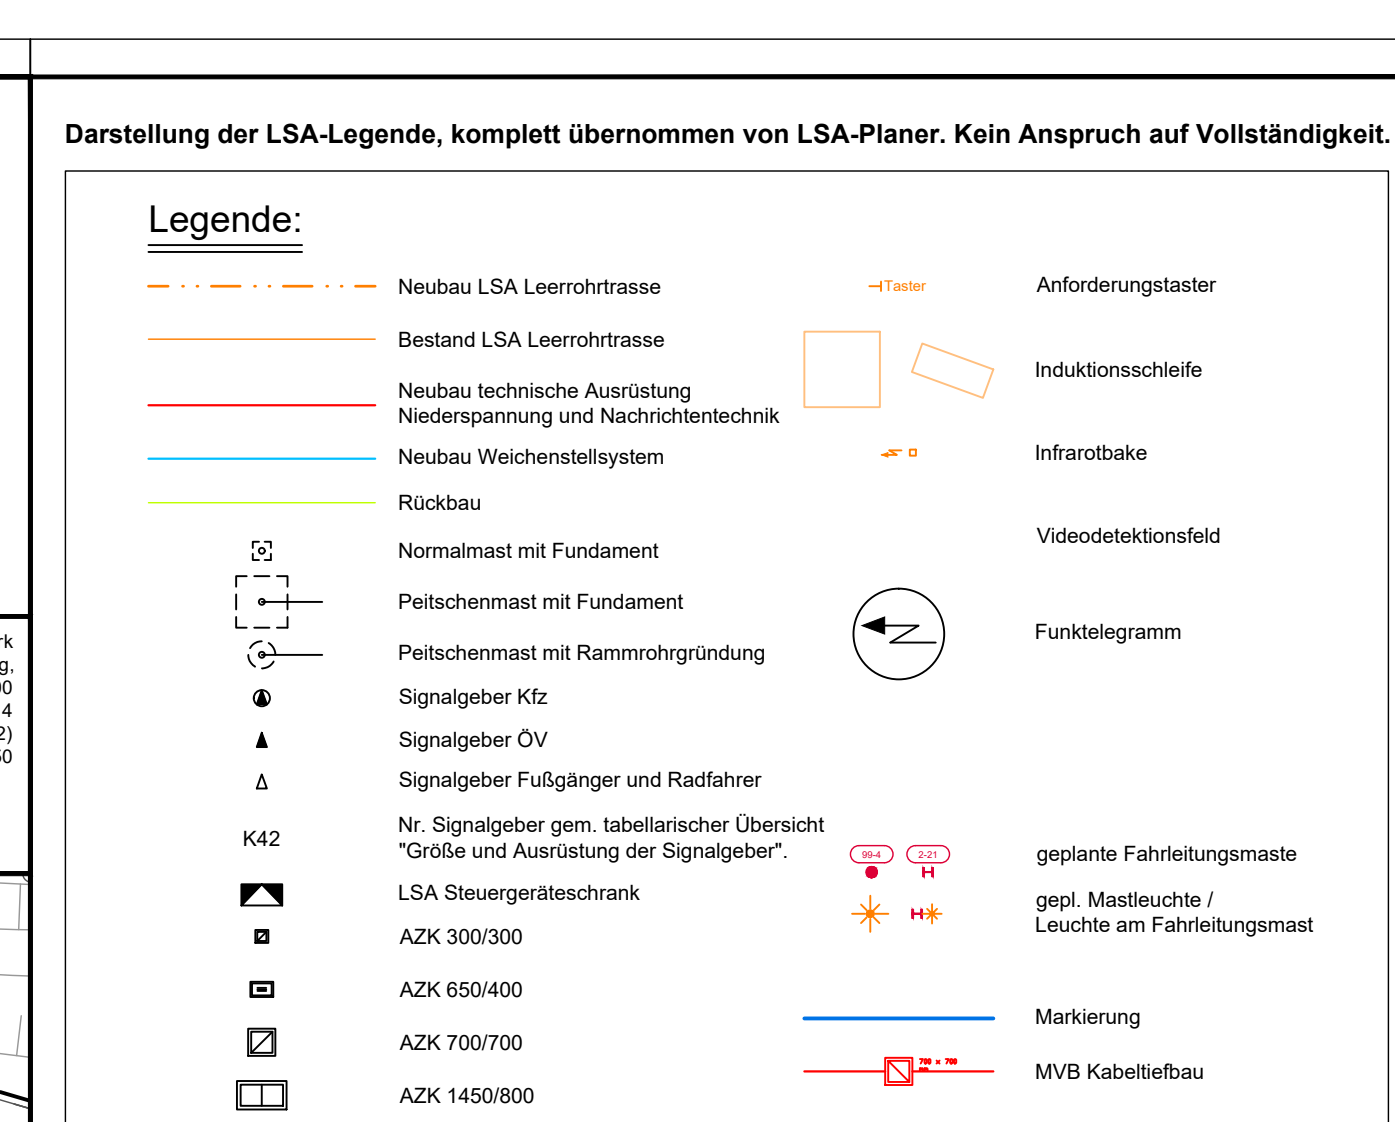 Darstellung der LSA-Legende, komplett übernommen von LSA-Planer. Kein Anspruch auf Vollständigkeit.
Legende:
Neubau LSA Leerrohrtrasse
Bestand LSA Leerrohrtrasse
Neubau technische Ausrüstung
Niederspannung und Nachrichtentechnik
Neubau Weichenstellsystem
Rückbau
Normalmast mit Fundament
Peitschenmast mit Fundament
Peitschenmast mit Rammrohrgründung
Signalgeber Kfz
Signalgeber ÖV
Signalgeber Fußgänger und Radfahrer
K42
Nr. Signalgeber gem. tabellarischer Übersicht
"Größe und Ausrüstung der Signalgeber".
LSA Steuergeräteschrank
AZK 300/300
AZK 650/400
AZK 700/700
AZK 1450/800
Taster
Anforderungstaster
Induktionsschleife
Infrarotbake
Videodetektionsfeld
Funktelegramm
99-4
2-21
geplante Fahrleitungsmaste
gepl. Mastleuchte /
Leuchte am Fahrleitungsmast
Markierung
700 x 700
MVB Kabeltiefbau